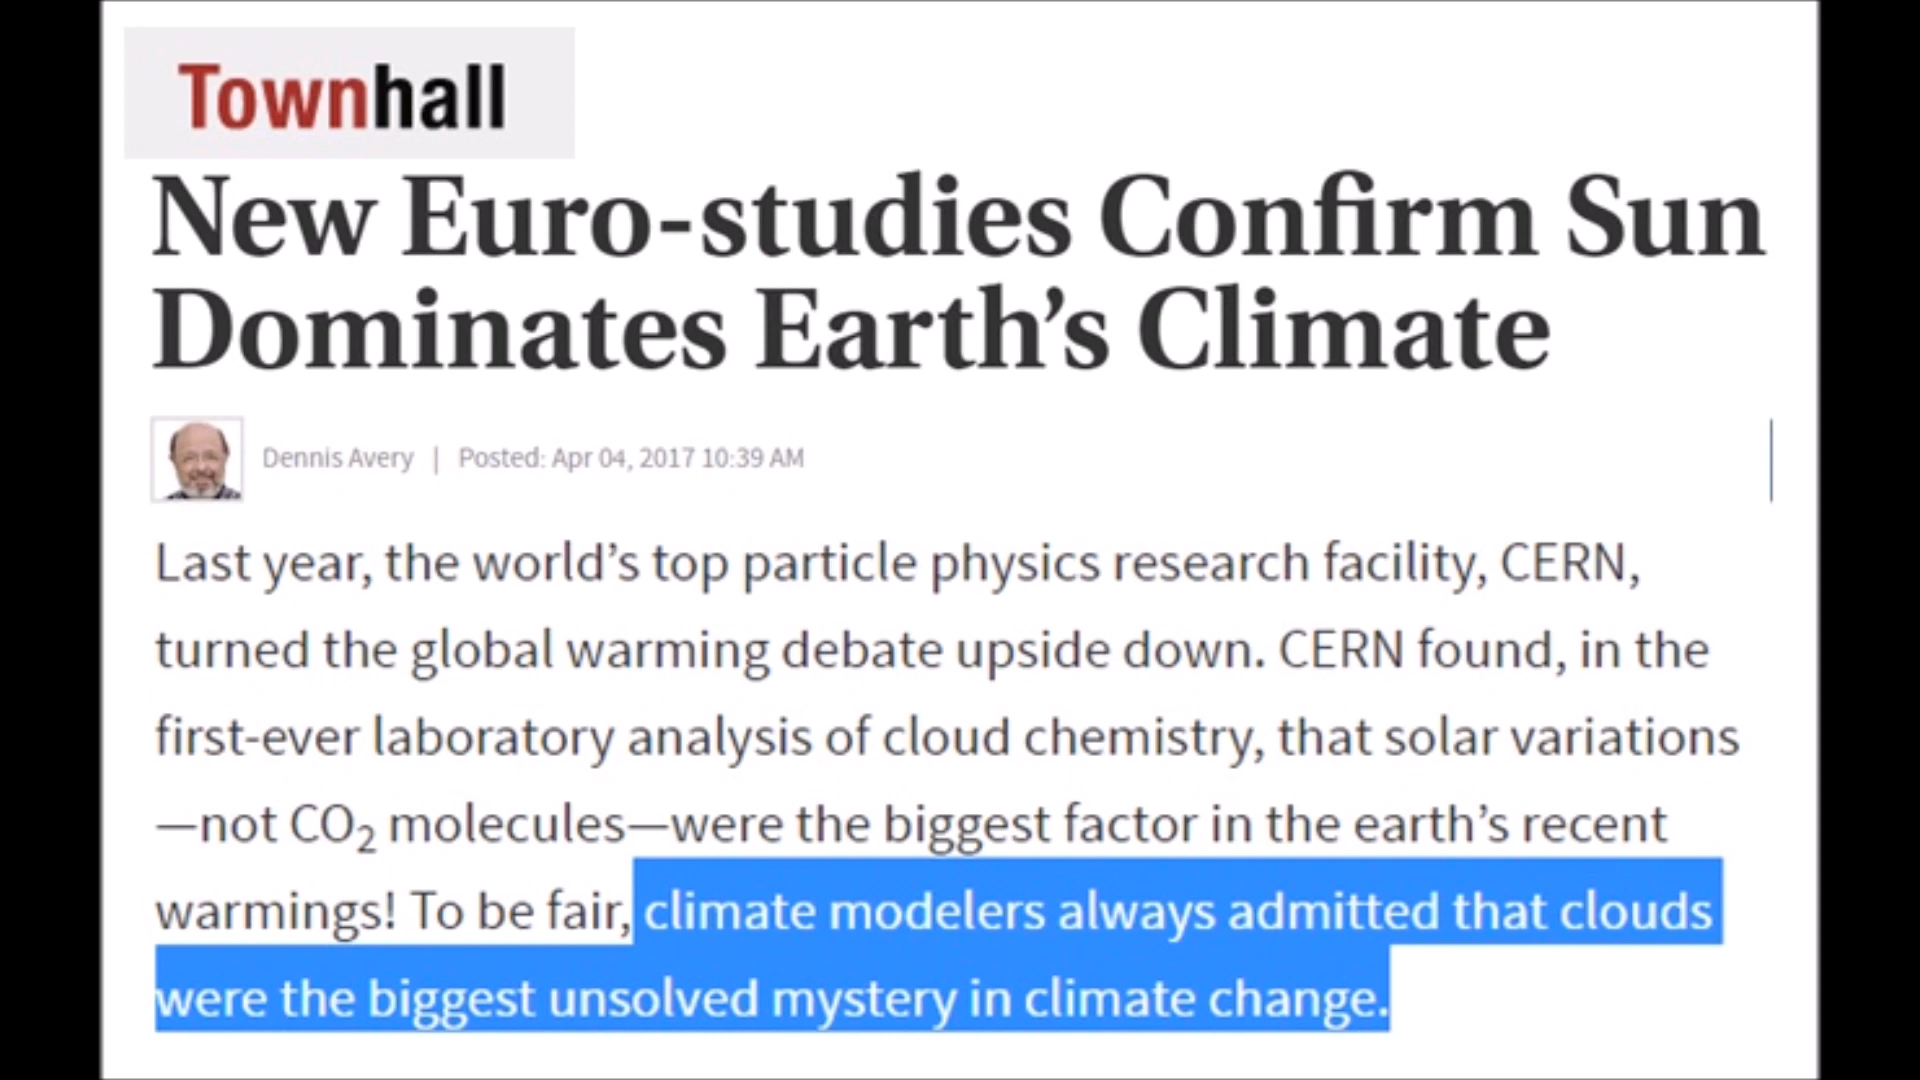 Townhall
New Euro-studies Confirm Sun
Dominates Earth’s Climate
Dennis Avery | Posted: Apr 04, 2017 10:39 AM
Last year, the world’s top particle physics research facility, CERN,
turned the global warming debate upside down. CERN found, in the
first-ever laboratory analysis of cloud chemistry, that solar variations
—not CO₂ molecules—were the biggest factor in the earth’s recent
warmings! To be fair, climate modelers always admitted that clouds
were the biggest unsolved mystery in climate change.